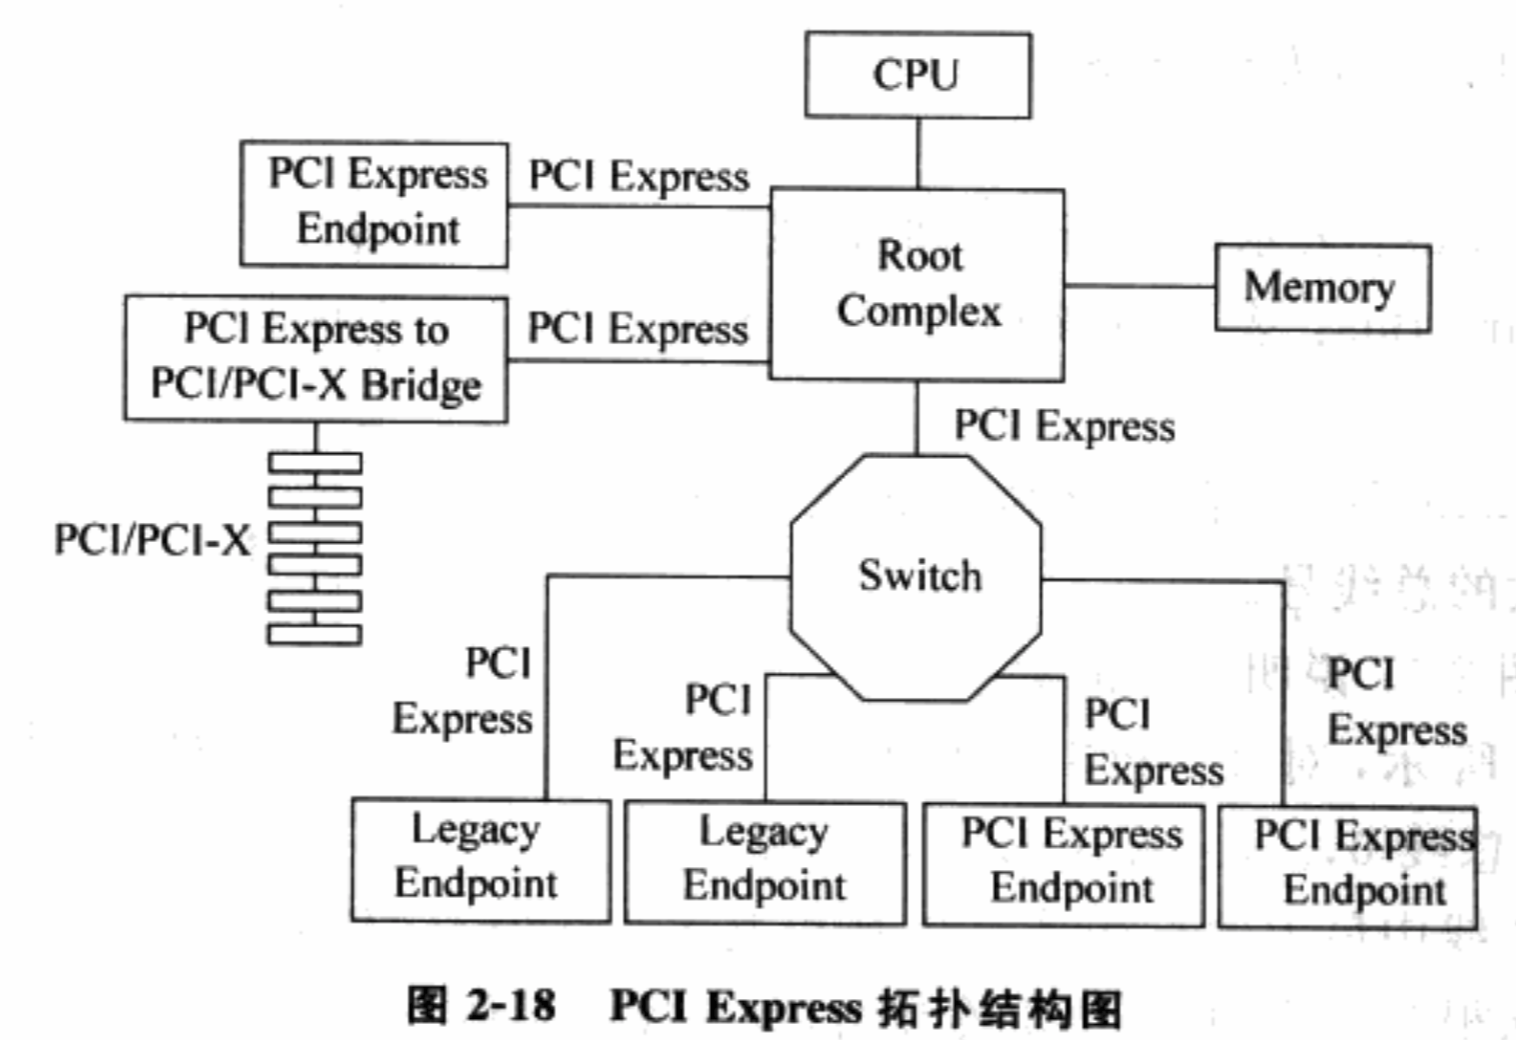 CPU
PCI Express
Endpoint
PCI Express
Root
Complex
Memory
PCI Express to
PCI/PCI-X Bridge
PCI Express
PCI Express
PCI/PCI-X
Switch
PCI
Express
PCI
Express
PCI
Express
PCI
Express
Legacy
Endpoint
Legacy
Endpoint
PCI Express
Endpoint
PCI Express
Endpoint
图 2-18 PCI Express 拓扑结构图